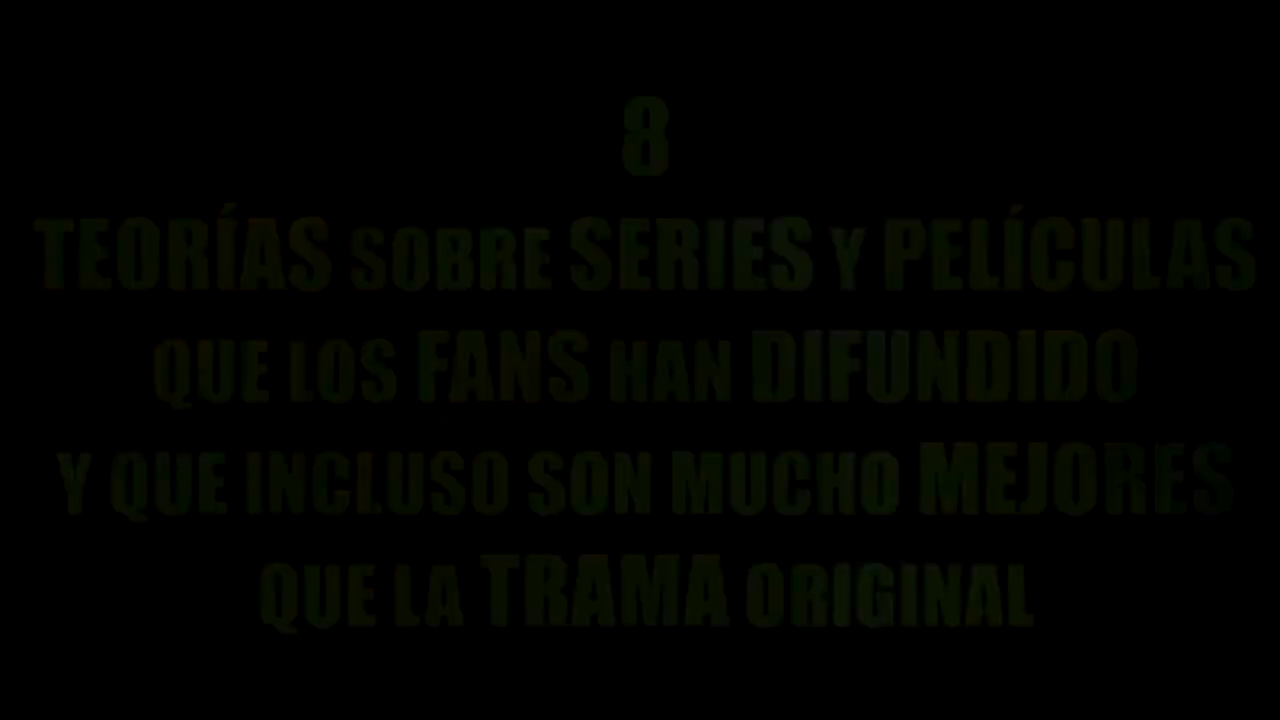 8
TEORÍAS SOBRE SERIES Y PELÍCULAS
QUE LOS FANS HAN DIFUNDIDO
Y QUE INCLUSO SON MUCHO MEJORES
QUE LA TRAMA ORIGINAL